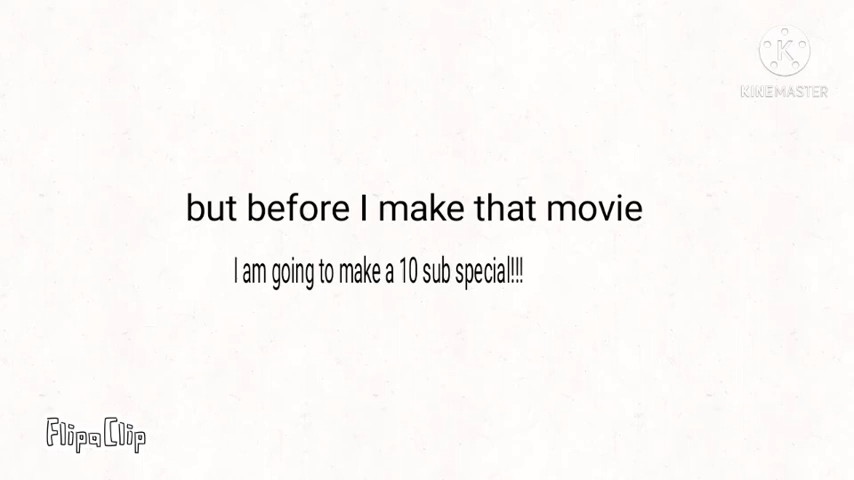 KINEMASTER
but before I make that movie
I am going to make a 10 sub special!!!
FlipaClip